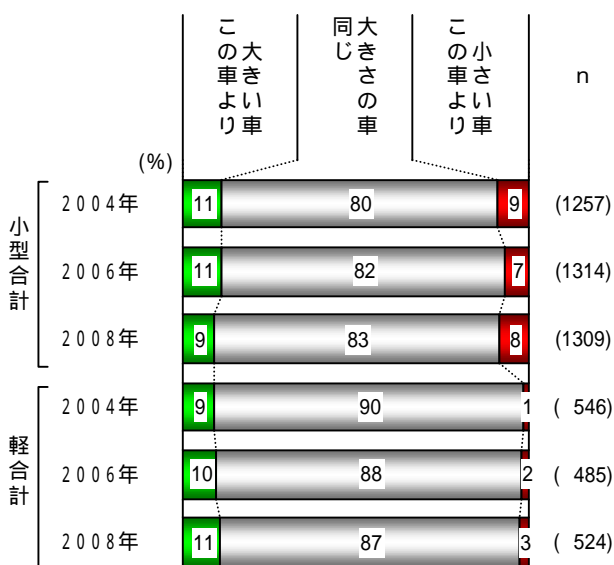 この車より
大きい車
同じ
大きさの車
この車より
小さい車
n
(%)
小型合計
2004年 11 80 9 (1257)
2006年 11 82 7 (1314)
2008年 9 83 8 (1309)
軽合計
2004年 9 90 1 ( 546)
2006年 10 88 2 ( 485)
2008年 11 87 3 ( 524)